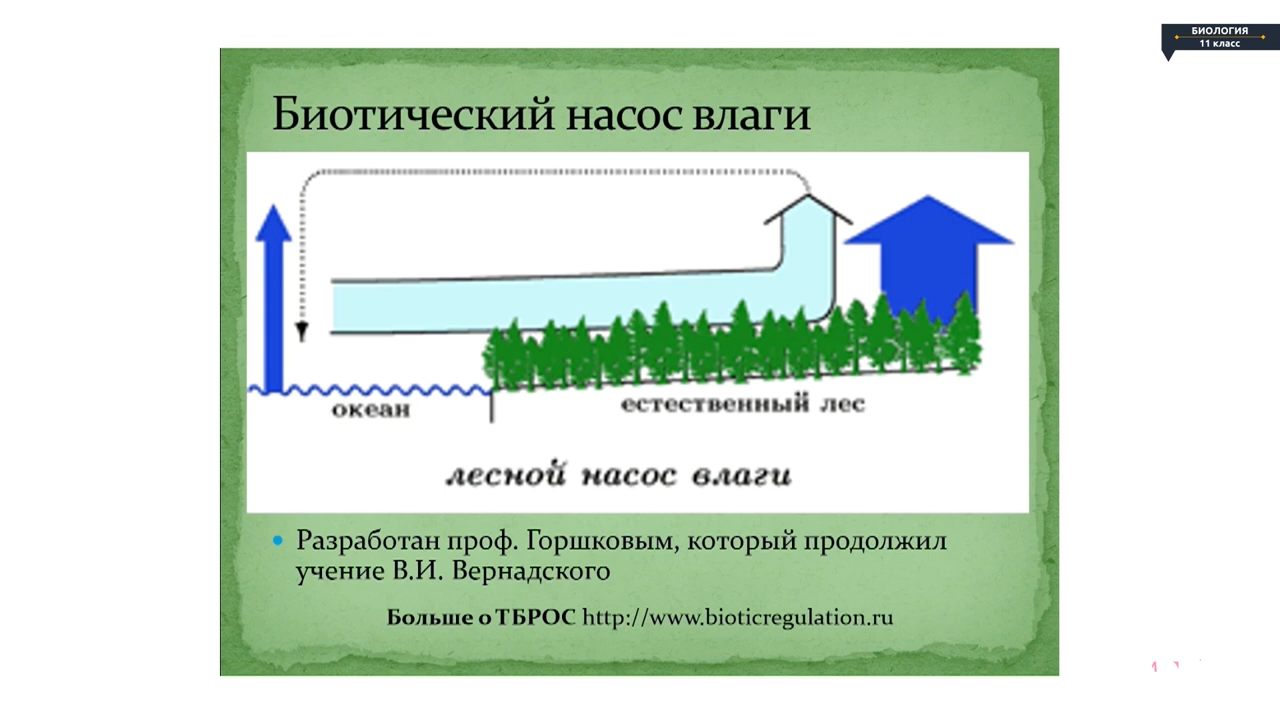 БИОЛОГИЯ
11 класс
Биотический насос влаги
океан
естественный лес
лесной насос влаги
Разработан проф. Горшковым, который продолжил
учение В.И. Вернадского
Больше о ТБРОС http://www.bioticregulation.ru